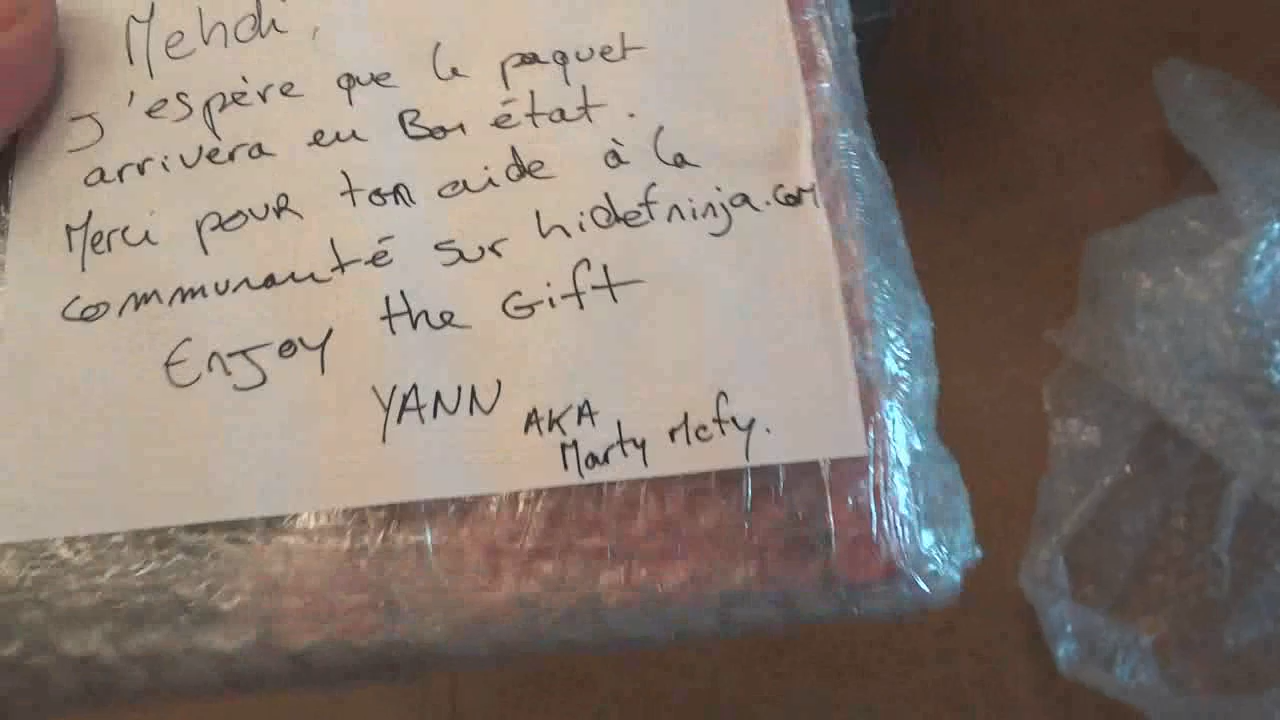 Mehdi,
J'espère que le paquet
arrivera en Bon état.
Merci pour ton aide à la
communauté sur hidefninja.com
Enjoy the Gift
YANN AKA
Marty Mcfy.